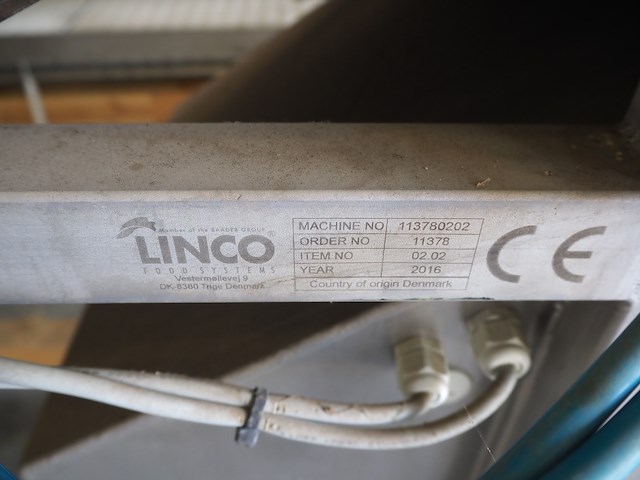 Member of the BAADER GROUP
LINCO®
FOOD SYSTEMS
Vestermøllevej 9
DK-8380 Trige Denmark
MACHINE NO 113780202
ORDER NO 11378
ITEM NO 02.02
YEAR 2016
Country of origin Denmark
CE